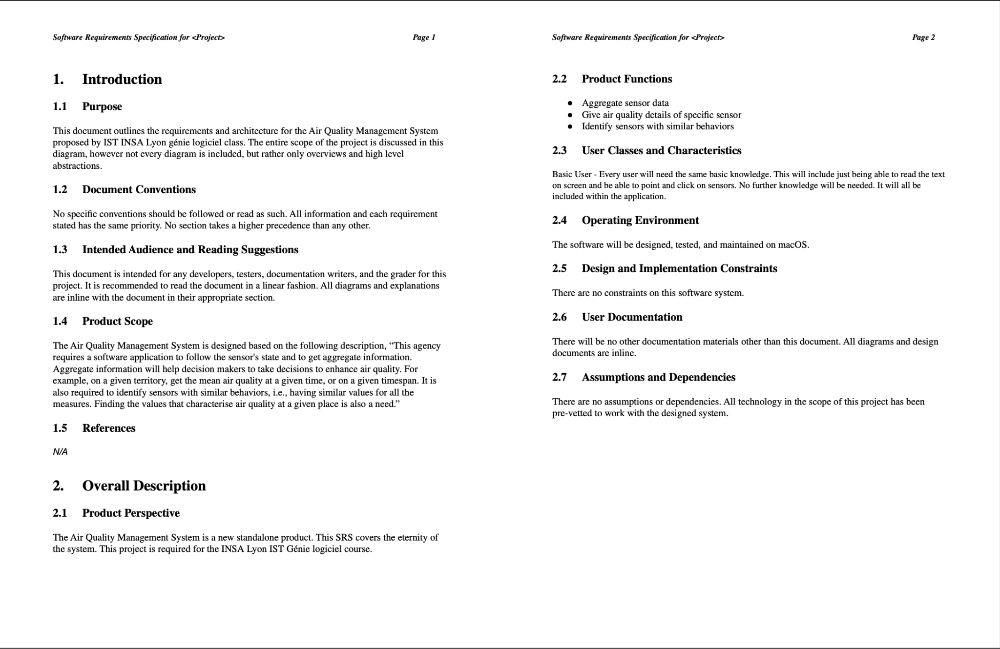 Software Requirements Specification for <Project> Page 1
1. Introduction
1.1 Purpose
This document outlines the requirements and architecture for the Air Quality Management System
proposed by IST INSA Lyon génie logiciel class. The entire scope of the project is discussed in this
diagram, however not every diagram is included, but rather only overviews and high level
abstractions.
1.2 Document Conventions
No specific conventions should be followed or read as such. All information and each requirement
stated has the same priority. No section takes a higher precedence than any other.
1.3 Intended Audience and Reading Suggestions
This document is intended for any developers, testers, documentation writers, and the grader for this
project. It is recommended to read the document in a linear fashion. All diagrams and explanations
are inline with the document in their appropriate section.
1.4 Product Scope
The Air Quality Management System is designed based on the following description, “This agency
requires a software application to follow the sensor's state and to get aggregate information.
Aggregate information will help decision makers to take decisions to enhance air quality. For
example, on a given territory, get the mean air quality at a given time, or on a given timespan. It is
also required to identify sensors with similar behaviors, i.e., having similar values for all the
measures. Finding the values that characterise air quality at a given place is also a need.”
1.5 References
N/A
2. Overall Description
2.1 Product Perspective
The Air Quality Management System is a new standalone product. This SRS covers the eternity of
the system. This project is required for the INSA Lyon IST Génie logiciel course.
Software Requirements Specification for <Project> Page 2
2.2 Product Functions
● Aggregate sensor data
● Give air quality details of specific sensor
● Identify sensors with similar behaviors
2.3 User Classes and Characteristics
Basic User - Every user will need the same basic knowledge. This will include just being able to read the text
on screen and be able to point and click on sensors. No further knowledge will be needed. It will all be
included within the application.
2.4 Operating Environment
The software will be designed, tested, and maintained on macOS.
2.5 Design and Implementation Constraints
There are no constraints on this software system.
2.6 User Documentation
There will be no other documentation materials other than this document. All diagrams and design
documents are inline.
2.7 Assumptions and Dependencies
There are no assumptions or dependencies. All technology in the scope of this project has been
pre-vetted to work with the designed system.